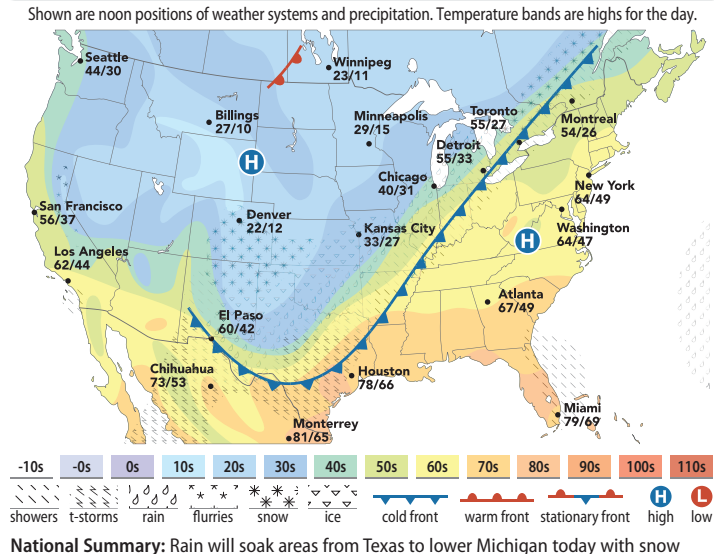 Shown are noon positions of weather systems and precipitation. Temperature bands are highs for the day.
Seattle
44/30
Winnipeg
23/11
Billings
27/10
Minneapolis
29/15
Toronto
55/27
Montreal
54/26
Detroit
55/33
Chicago
40/31
New York
64/49
San Francisco
56/37
Denver
22/12
Kansas City
33/27
Washington
64/47
Los Angeles
62/44
H
H
El Paso
60/42
Atlanta
67/49
Chihuahua
73/53
Houston
78/66
Monterrey
81/65
Miami
79/69
-10s -0s 0s 10s 20s 30s 40s 50s 60s 70s 80s 90s 100s 110s
H L
showers t-storms rain flurries snow ice cold front warm front stationary front high low
National Summary: Rain will soak areas from Texas to lower Michigan today with snow